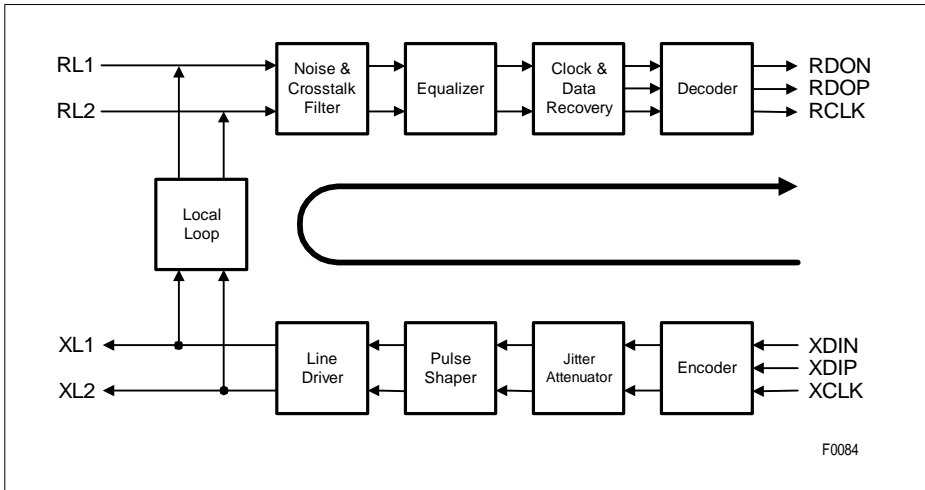 RL1
RL2
Noise &
Crosstalk
Filter
Equalizer
Clock &
Data
Recovery
Decoder
RDON
RDOP
RCLK
Local
Loop
XL1
XL2
Line
Driver
Pulse
Shaper
Jitter
Attenuator
Encoder
XDIN
XDIP
XCLK
F0084